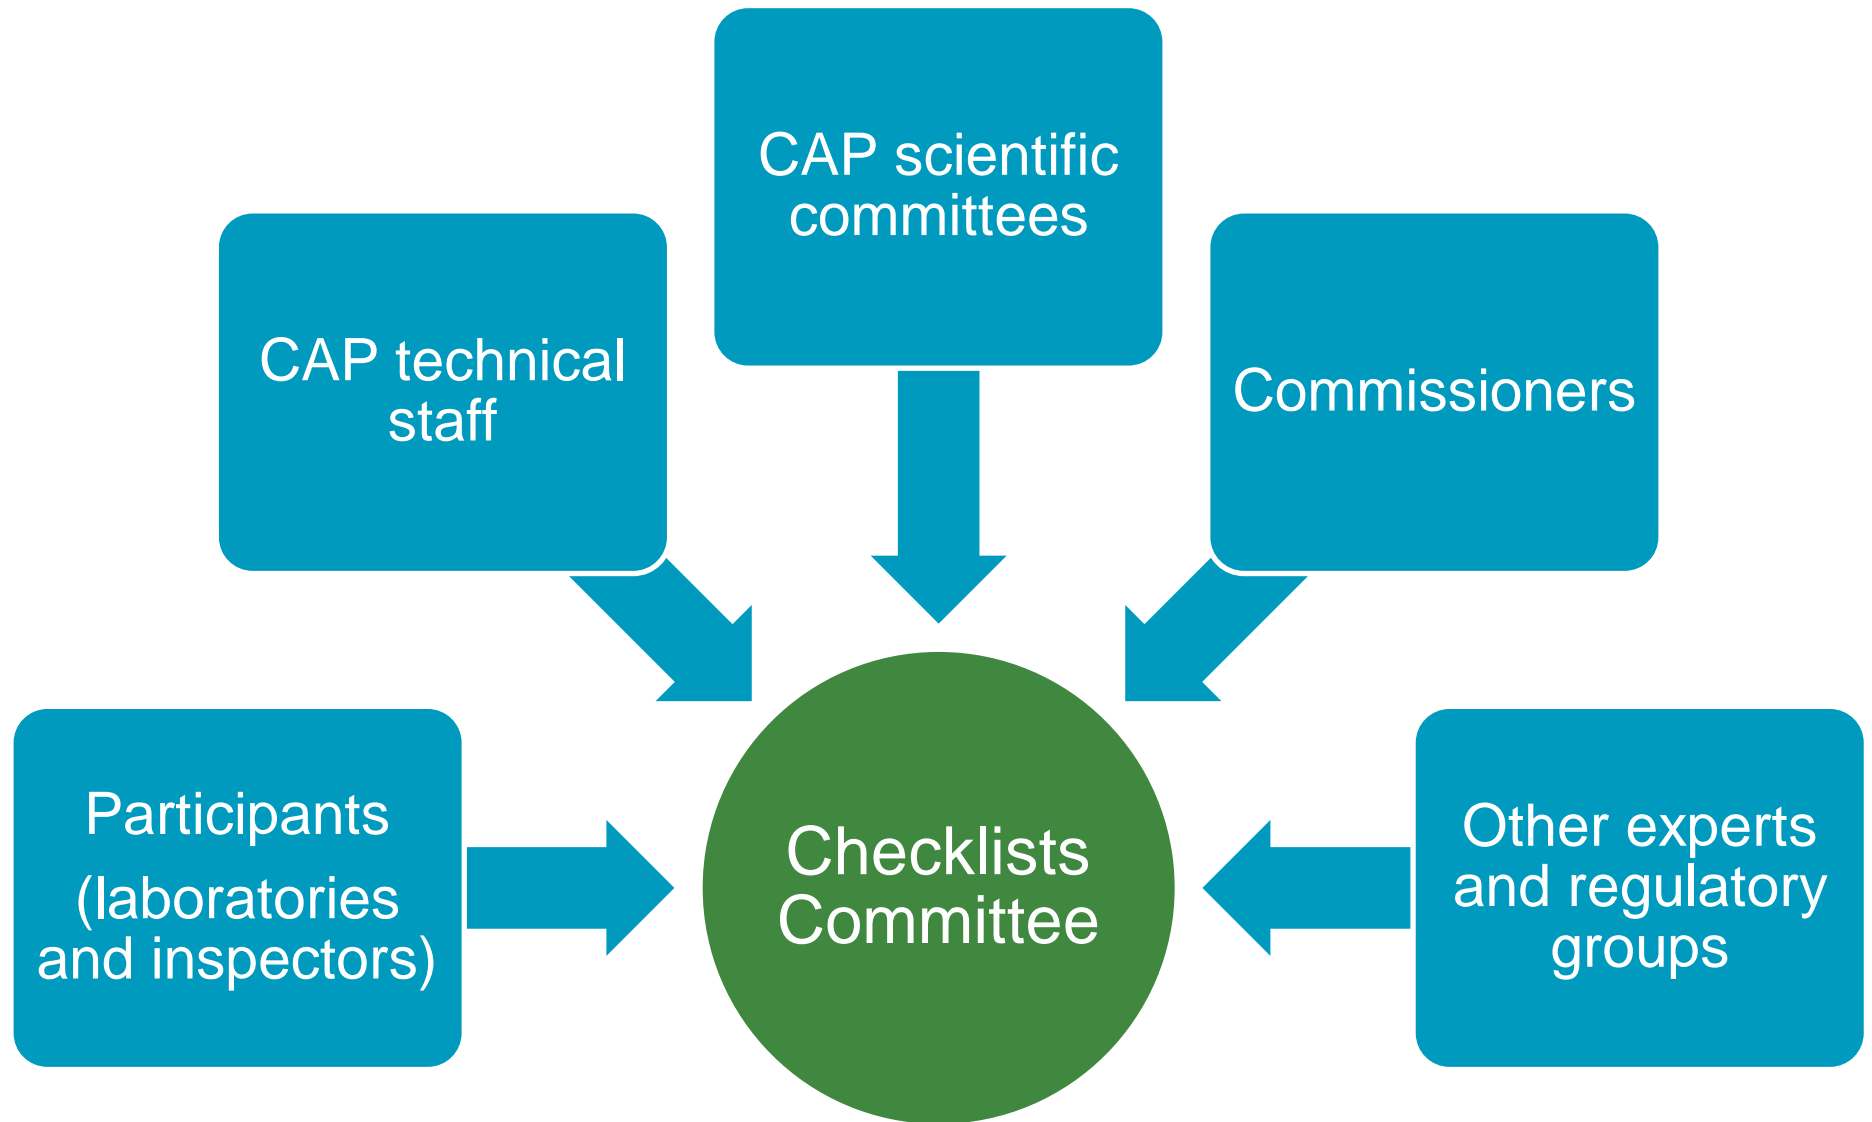 CAP scientific
committees
CAP technical
staff
Commissioners
Participants
(laboratories
and inspectors)
Checklists
Committee
Other experts
and regulatory
groups